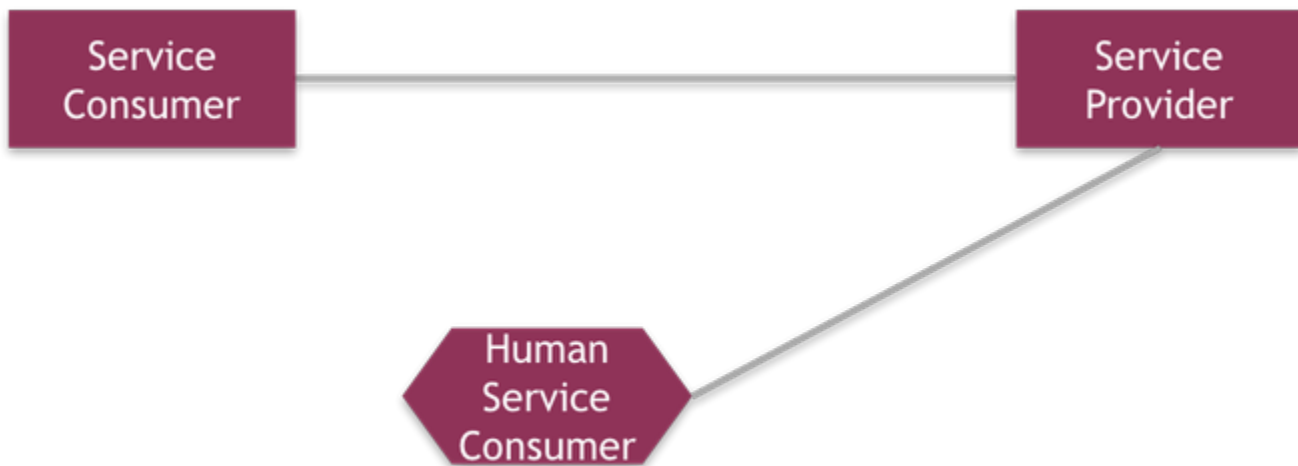 Service
Consumer
Service
Provider
Human
Service
Consumer